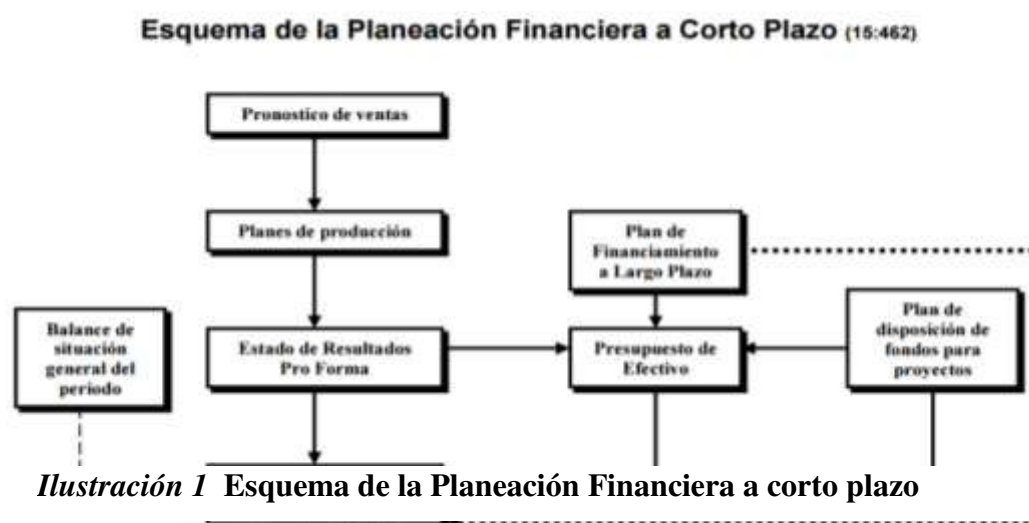 Esquema de la Planeación Financiera a Corto Plazo (15:462)
Pronostico de ventas
Planes de producción
Plan de
Financiamiento
a Largo Plazo
Balance de
situación
general del
periodo
Estado de Resultados
Pro Forma
Presupuesto de
Efectivo
Plan de
disposición de
fondos para
proyectos
Ilustración 1 Esquema de la Planeación Financiera a corto plazo